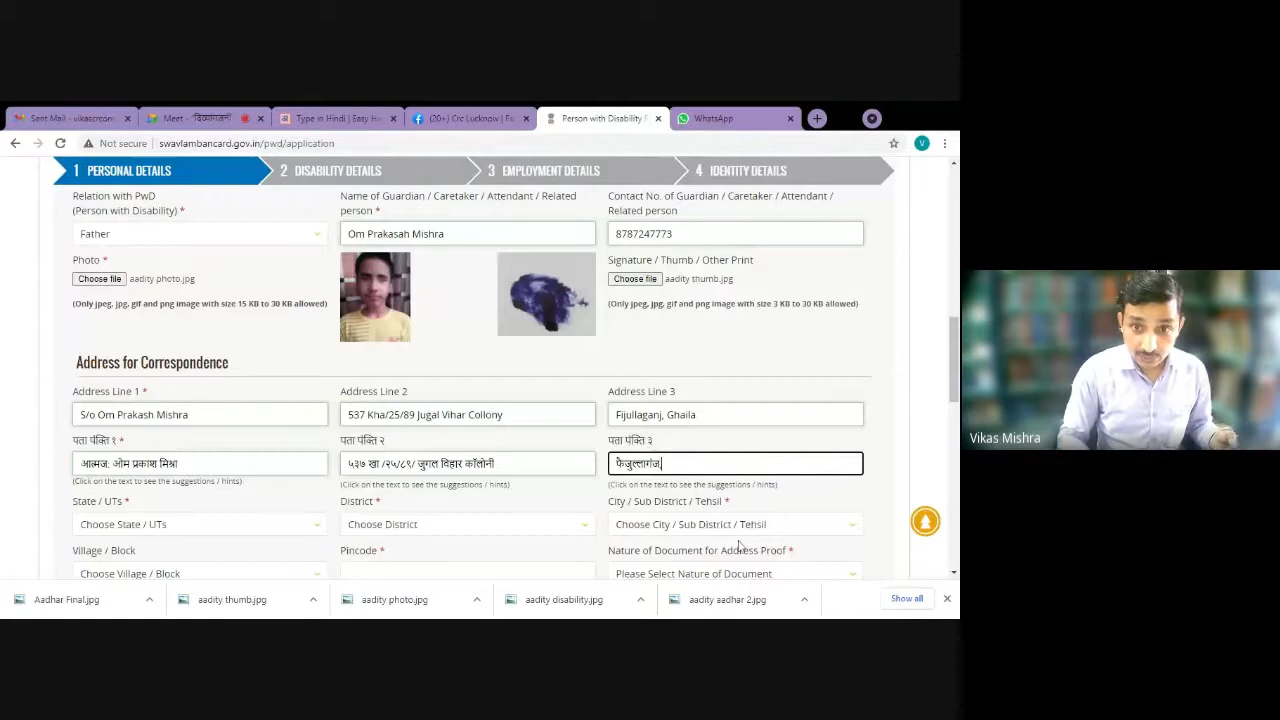 Sent Mail - vikascrcom
Meet - "दिव्यांगजनों
Type in Hindi | Easy H
(20+) Crc Lucknow | Fa
Person with Disability F
WhatsApp
Not secure | swavlambancard.gov.in/pwd/application
V
1 PERSONAL DETAILS
2 DISABILITY DETAILS
3 EMPLOYMENT DETAILS
4 IDENTITY DETAILS
Relation with PwD
(Person with Disability) *
Name of Guardian / Caretaker / Attendant / Related
person *
Contact No. of Guardian / Caretaker / Attendant /
Related person
Father
Om Prakasah Mishra
8787247773
Photo *
Signature / Thumb / Other Print
Choose file aadity photo.jpg
Choose file aadity thumb.jpg
(Only jpeg, jpg, gif and png image with size 15 KB to 30 KB allowed)
(Only jpeg, jpg, gif and png image with size 3 KB to 30 KB allowed)
Address for Correspondence
Address Line 1 *
Address Line 2
Address Line 3
S/o Om Prakash Mishra
537 Kha/25/89 Jugal Vihar Collony
Fijullaganj, Ghaila
पता पंक्ति १ *
पता पंक्ति २
पता पंक्ति ३
आत्मज: ओम प्रकाश मिश्रा
५३७ खा /२५/८९/ जुगल विहार कॉलोनी
फैजुल्लागंज,
(Click on the text to see the suggestions / hints)
(Click on the text to see the suggestions / hints)
(Click on the text to see the suggestions / hints)
State / UTs *
District *
City / Sub District / Tehsil *
Choose State / UTs
Choose District
Choose City / Sub District / Tehsil
Village / Block
Pincode *
Nature of Document for Address Proof *
Choose Village / Block
Please Select Nature of Document
Aadhar Final.jpg
aadity thumb.jpg
aadity photo.jpg
aadity disability.jpg
aadity aadhar 2.jpg
Show all
Vikas Mishra